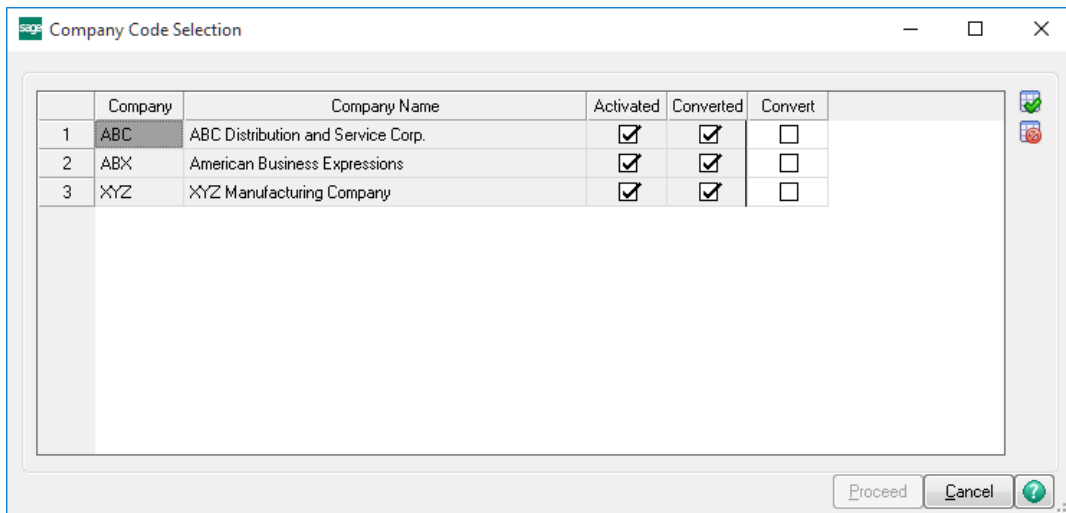 sage Company Code Selection
Company Company Name Activated Converted Convert
1 ABC ABC Distribution and Service Corp.
2 ABX American Business Expressions
3 XYZ XYZ Manufacturing Company
Proceed Cancel ?